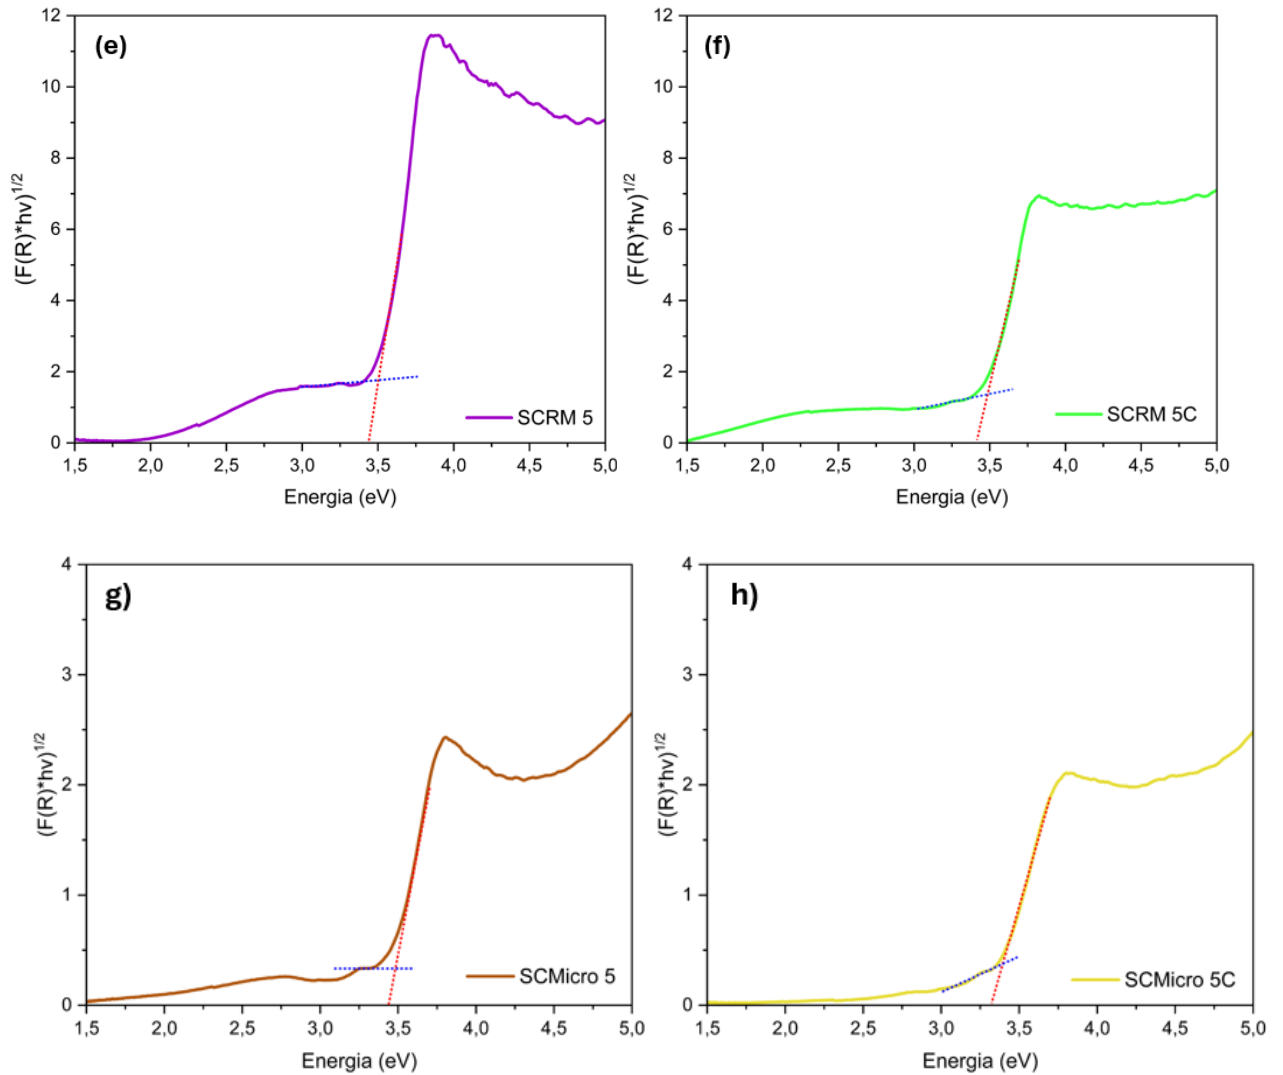 (e)
12
10
8
6
4
2
0
(F(R)*hv)1/2
1,5 2,0 2,5 3,0 3,5 4,0 4,5 5,0
Energia (eV)
SCRM 5
(f)
12
10
8
6
4
2
0
(F(R)*hv)1/2
1,5 2,0 2,5 3,0 3,5 4,0 4,5 5,0
Energia (eV)
SCRM 5C
g)
4
3
2
1
0
(F(R)*hv)1/2
1,5 2,0 2,5 3,0 3,5 4,0 4,5 5,0
Energia (eV)
SCMicro 5
h)
4
3
2
1
0
(F(R)*hv)1/2
1,5 2,0 2,5 3,0 3,5 4,0 4,5 5,0
Energia (eV)
SCMicro 5C